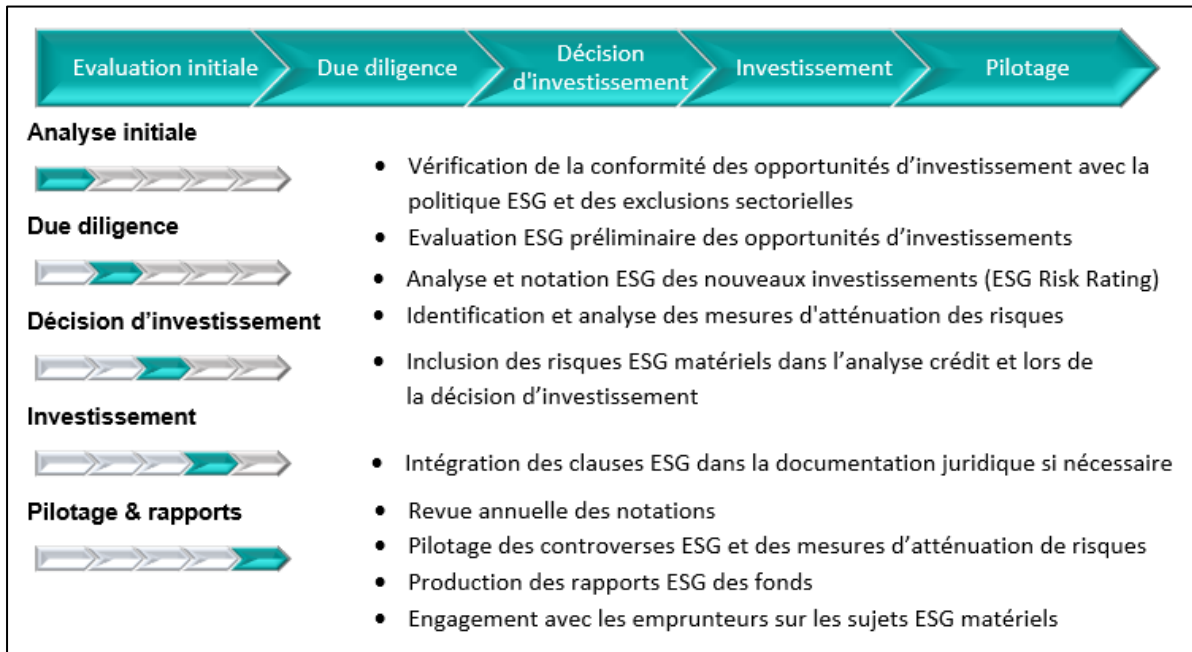 Evaluation initiale
Due diligence
Décision
d'investissement
Investissement
Pilotage
Analyse initiale
• Vérification de la conformité des opportunités d’investissement avec la
politique ESG et des exclusions sectorielles
Due diligence
• Evaluation ESG préliminaire des opportunités d’investissements
• Analyse et notation ESG des nouveaux investissements (ESG Risk Rating)
Décision d’investissement
• Identification et analyse des mesures d'atténuation des risques
• Inclusion des risques ESG matériels dans l’analyse crédit et lors de
la décision d’investissement
Investissement
• Intégration des clauses ESG dans la documentation juridique si nécessaire
Pilotage & rapports
• Revue annuelle des notations
• Pilotage des controverses ESG et des mesures d’atténuation de risques
• Production des rapports ESG des fonds
• Engagement avec les emprunteurs sur les sujets ESG matériels